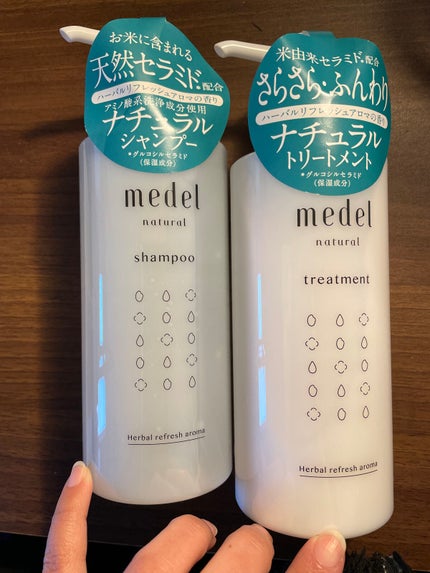 お米に含まれる
天然セラミド*配合
ハーバルリフレッシュアロマの香り
アミノ酸系洗浄成分使用
ナチュラル
シャンプー
*グルコシルセラミド
(保湿成分)
medel
natural
shampoo
Herbal refresh aroma
米由来セラミド*配合
さらさら・ふんわり
ハーバルリフレッシュアロマの香り
ナチュラル
トリートメント
*グルコシルセラミド
(保湿成分)
medel
natural
treatment
Herbal refresh aroma